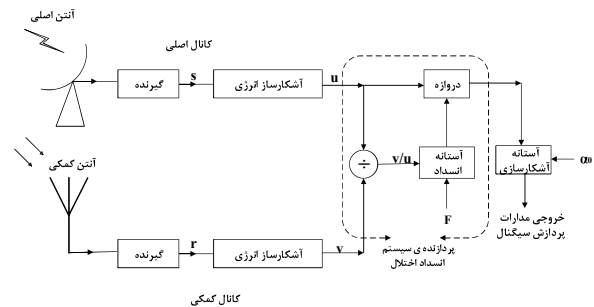 آنتن اصلی
کانال اصلی
گیرنده
s
آشکارساز انرژی
u
دروازه
آنتن کمکی
÷
v/u
آستانه
انسداد
آستانه
آشکارسازی
α₀
F
خروجی مدارات
پردازش سیگنال
پردازنده ی سیستم
انسداد اختلال
گیرنده
r
آشکارساز انرژی
v
کانال کمکی